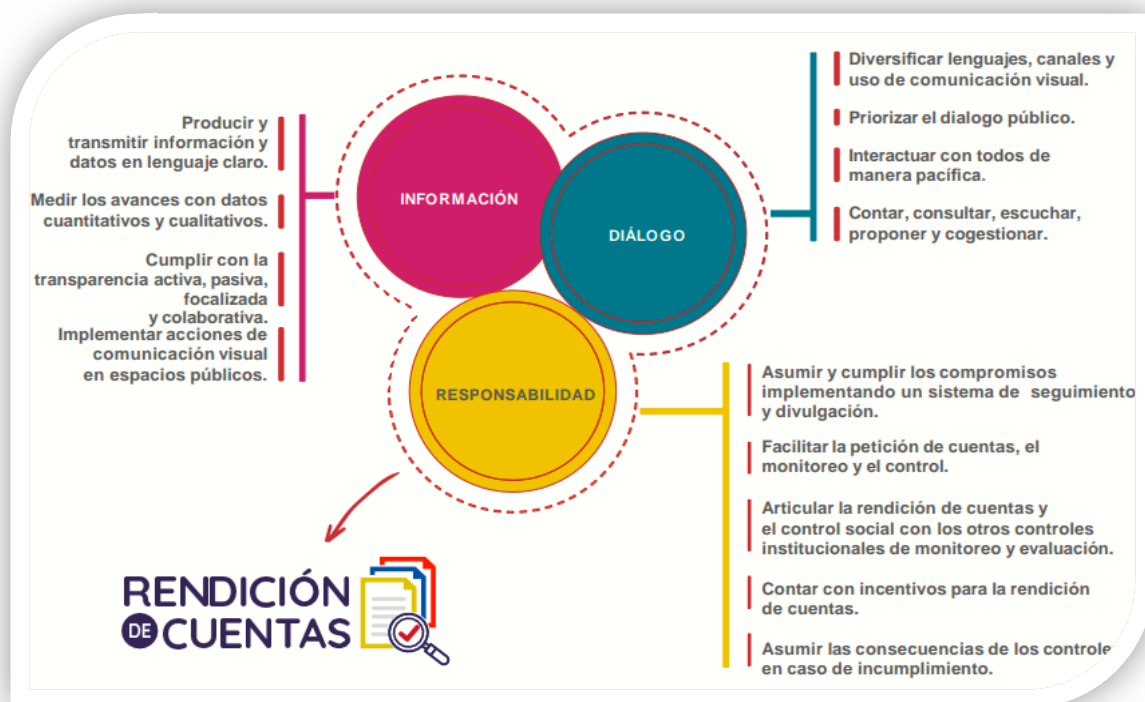 Producir y
transmitir información y
datos en lenguaje claro.
Medir los avances con datos
cuantitativos y cualitativos.
Cumplir con la
transparencia activa, pasiva,
focalizada
y colaborativa.
Implementar acciones de
comunicación visual
en espacios públicos.
INFORMACIÓN
DIÁLOGO
Diversificar lenguajes, canales y
uso de comunicación visual.
Priorizar el dialogo público.
Interactuar con todos de
manera pacífica.
Contar, consultar, escuchar,
proponer y cogestionar.
RESPONSABILIDAD
Asumir y cumplir los compromisos
implementando un sistema de seguimiento
y divulgación.
Facilitar la petición de cuentas, el
monitoreo y el control.
Articular la rendición de cuentas y
el control social con los otros controles
institucionales de monitoreo y evaluación.
Contar con incentivos para la rendición
de cuentas.
Asumir las consecuencias de los controle
en caso de incumplimiento.
RENDICIÓN
DE CUENTAS